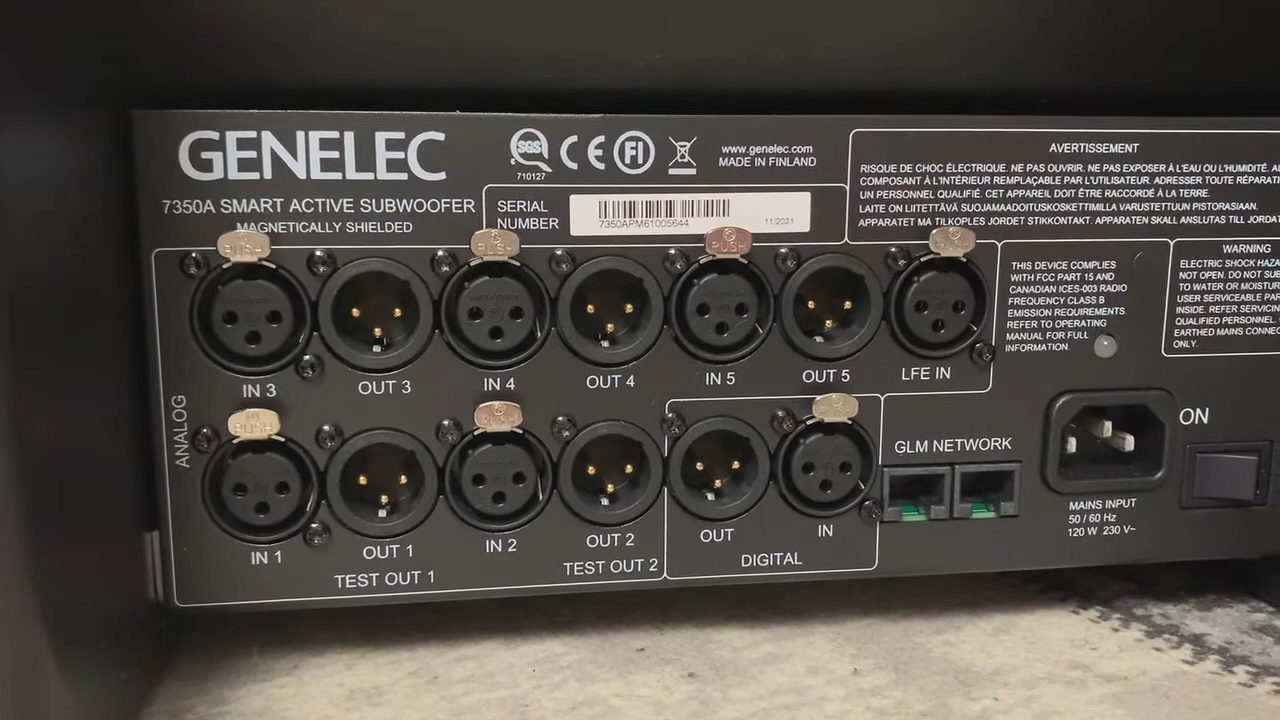 GENELEC
7350A SMART ACTIVE SUBWOOFER
MAGNETICALLY SHIELDED
SGS
710127
CE
FI
www.genelec.com
MADE IN FINLAND
SERIAL
NUMBER
7350APM61005644
11/2021
AVERTISSEMENT
RISQUE DE CHOC ÉLECTRIQUE. NE PAS OUVRIR. NE PAS EXPOSER À L'EAU OU L'HUMIDITÉ.
COMPOSANT À L'INTÉRIEUR REMPLAÇABLE PAR L'UTILISATEUR. ADRESSER TOUTE
UN PERSONNEL QUALIFIÉ. CET APPAREIL DOIT ÊTRE RACCORDÉ À LA TERRE.
LAITE ON LIITETTÄVÄ SUOJAMAADOITUSKOSKETTIMILLA VARUSTETTUUN PISTORASIAAN.
APPARATET MÅ TILKOPLES JORDET STIKKONTAKT. APPARATEN SKALL ANSLUTAS TILL
PUSH
PUSH
PUSH
PUSH
IN 3
OUT 3
IN 4
OUT 4
IN 5
OUT 5
LFE IN
ANALOG
PUSH
PUSH
PUSH
IN 1
OUT 1
IN 2
OUT 2
TEST OUT 1
TEST OUT 2
OUT
IN
DIGITAL
THIS DEVICE COMPLIES
WITH FCC PART 15 AND
CANADIAN ICES-003 RADIO
FREQUENCY CLASS B
EMISSION REQUIREMENTS.
REFER TO OPERATING
MANUAL FOR FULL
INFORMATION.
WARNING
ELECTRIC SHOCK
NOT OPEN. DO NOT
TO WATER OR
USER SERVICEABLE
INSIDE. REFER
QUALIFIED PERSONNEL
EARTHED MAINS
ONLY.
GLM NETWORK
MAINS INPUT
50 / 60 Hz
120 W 230 V~
ON